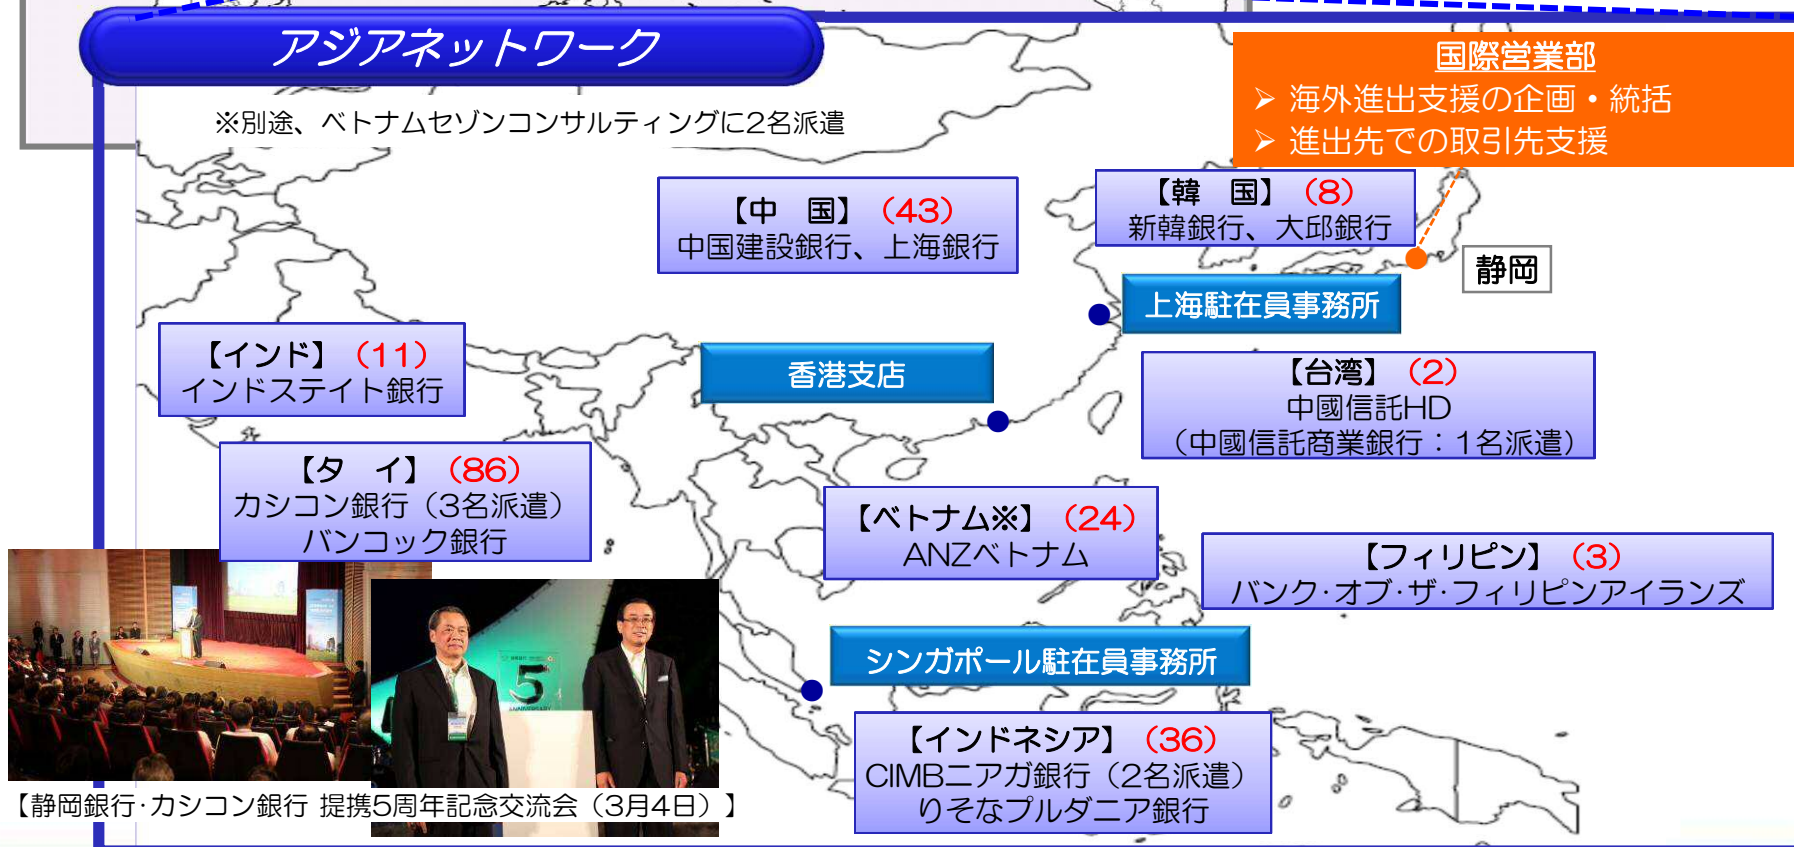 アジアネットワーク
※別途、ベトナムセゾンコンサルティングに2名派遣
国際営業部
➢ 海外進出支援の企画・統括
➢ 進出先での取引先支援
【中　国】（43）
中国建設銀行、上海銀行
【韓　国】（8）
新韓銀行、大邱銀行
静岡
上海駐在員事務所
【インド】（11）
インドステイト銀行
香港支店
【台湾】（2）
中國信託HD
（中國信託商業銀行：1名派遣）
【タ　イ】（86）
カシコン銀行（3名派遣）
バンコック銀行
【ベトナム※】（24）
ANZベトナム
【フィリピン】（3）
バンク・オブ・ザ・フィリピンアイランズ
シンガポール駐在員事務所
【インドネシア】（36）
CIMBニアガ銀行（2名派遣）
りそなプルダニア銀行
5
ANNIVERSARY
【静岡銀行・カシコン銀行 提携5周年記念交流会（3月4日）】